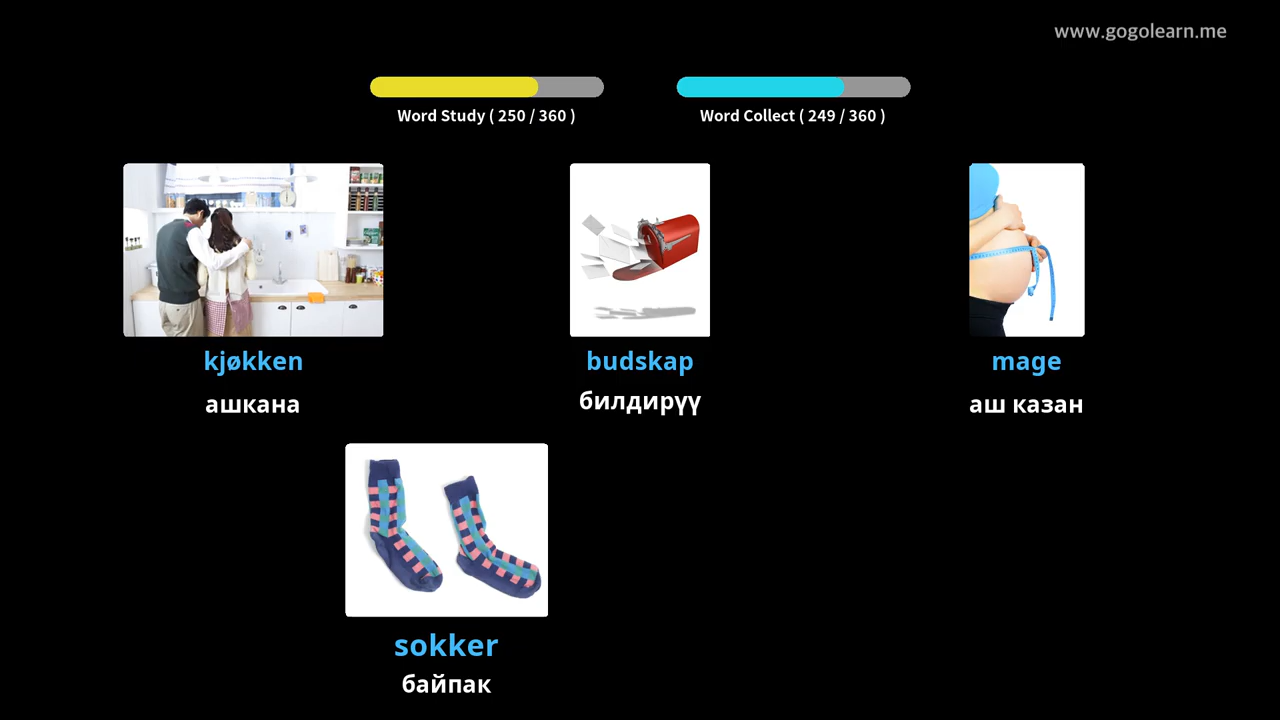 www.gogolearn.me
Word Study ( 250 / 360 )
Word Collect ( 249 / 360 )
kjøkken
budskap
mage
ашкана
билдирүү
аш казан
sokker
байпак